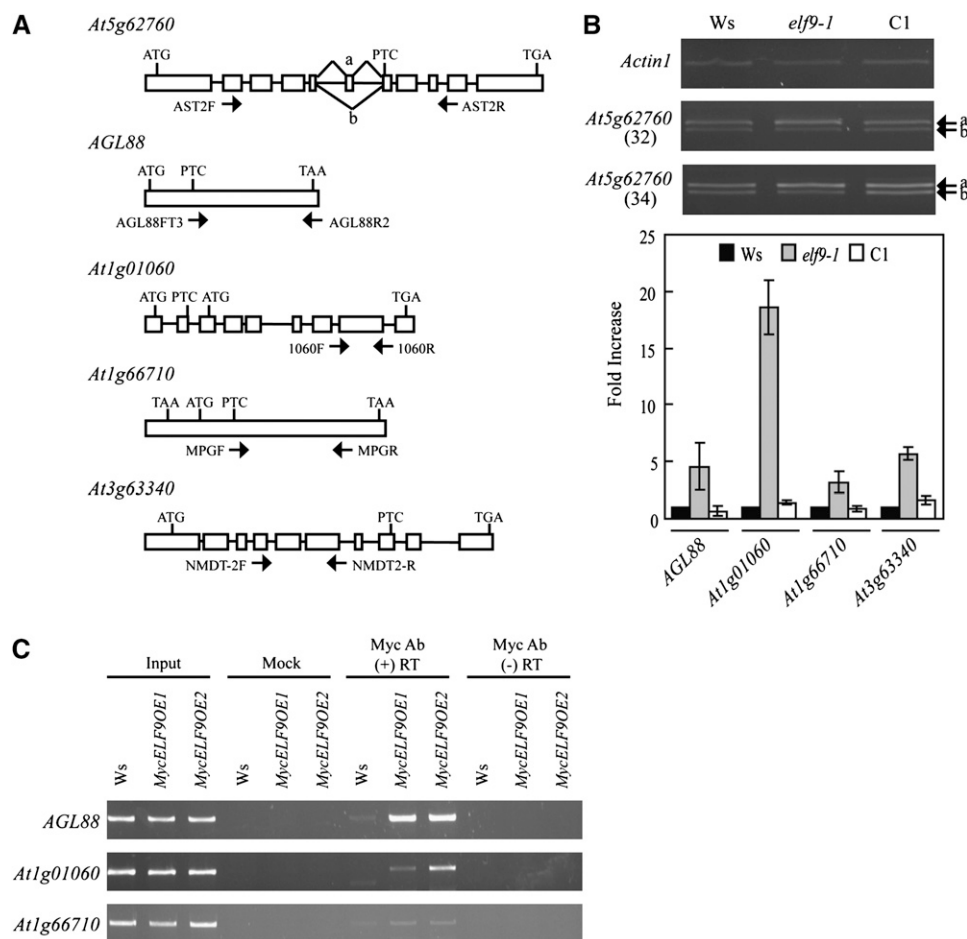 A
At5g62760
ATG
a
PTC
TGA
AST2F
b
AST2R
AGL88
ATG
PTC
TAA
AGL88FT3
AGL88R2
At1g01060
ATG
PTC
ATG
TGA
1060F
1060R
At1g66710
TAA
ATG
PTC
TAA
MPGF
MPGR
At3g63340
ATG
PTC
TGA
NMDT-2F
NMDT2-R
B
Ws elf9-1 C1
Actin1
At5g62760
(32)
a
b
At5g62760
(34)
a
b
Ws elf9-1 C1
Fold Increase
25
20
15
10
5
0
AGL88
At1g01060
At1g66710
At3g63340
C
Input
Mock
Myc Ab
(+) RT
Myc Ab
(-) RT
Ws
MycELF9OE1
MycELF9OE2
Ws
MycELF9OE1
MycELF9OE2
Ws
MycELF9OE1
MycELF9OE2
Ws
MycELF9OE1
MycELF9OE2
AGL88
At1g01060
At1g66710